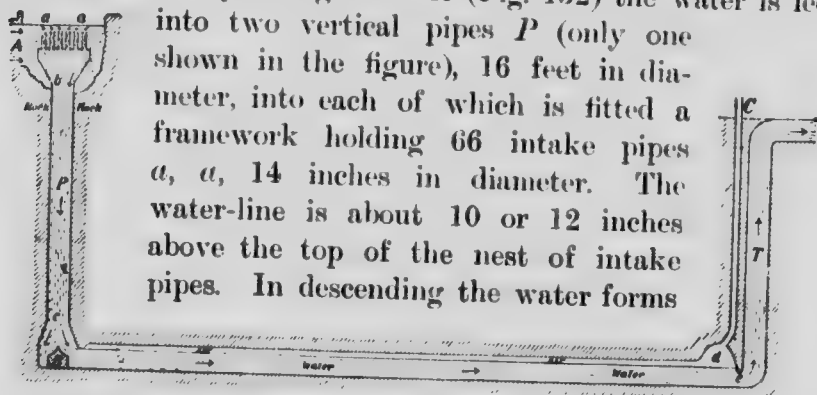 the water is le
into two vertical pipes P (only one
shown in the figure), 16 feet in dia-
meter, into each of which is fitted a
framework holding 66 intake pipes
a, a, 14 inches in diameter. The
water-line is about 10 or 12 inches
above the top of the nest of intake
pipes. In descending the water forms
a a
A
b
Rock Rock
P
C
T
d
e
Water Water